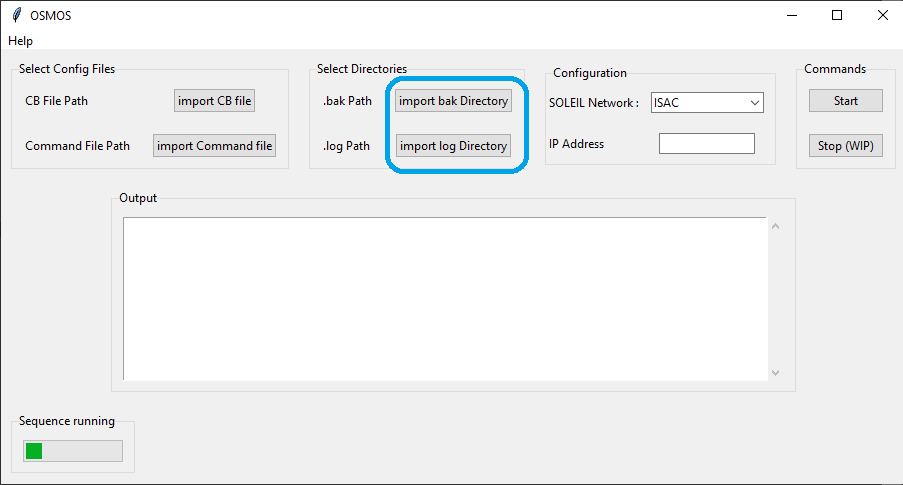 OSMOS
Help
Select Config Files
CB File Path
import CB file
Command File Path
import Command file
Select Directories
.bak Path
import bak Directory
.log Path
import log Directory
Configuration
SOLEIL Network :
ISAC
IP Address
Commands
Start
Stop (WIP)
Output
Sequence running